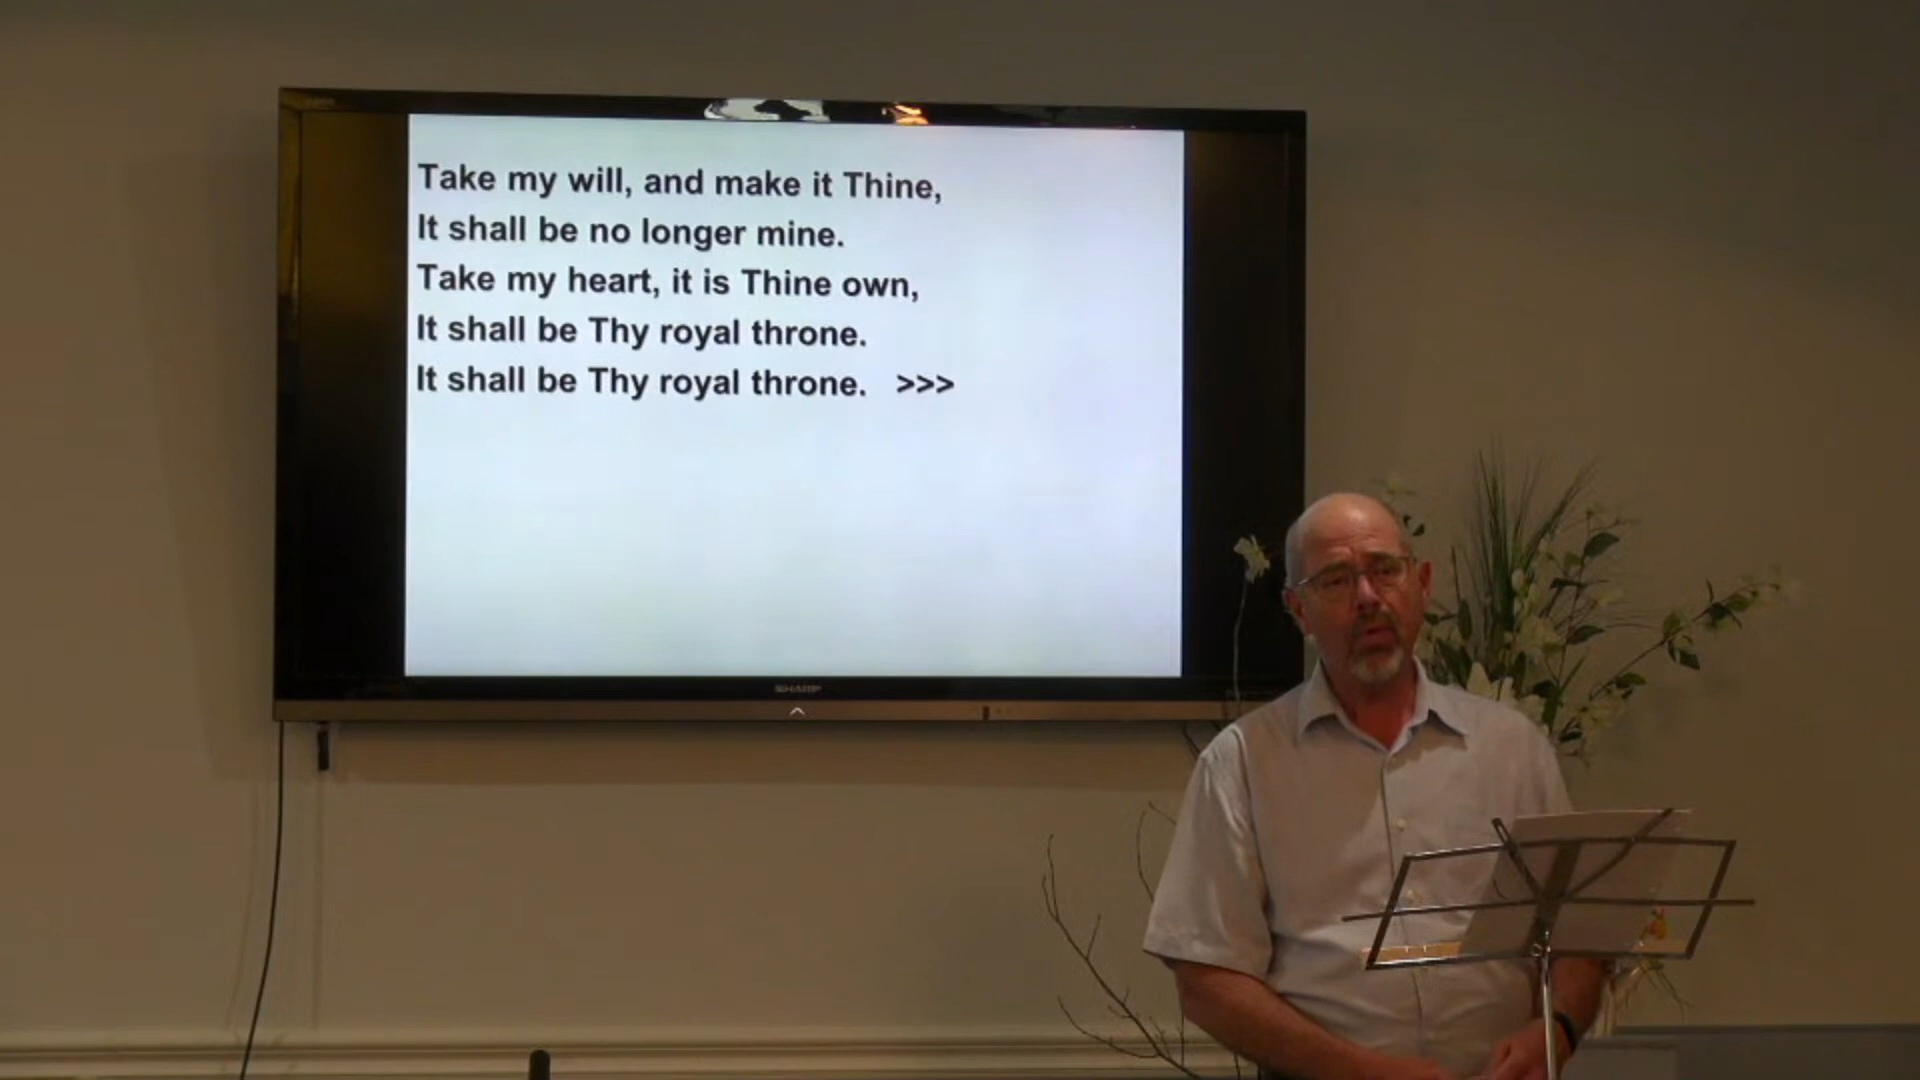 Take my will, and make it Thine,
It shall be no longer mine.
Take my heart, it is Thine own,
It shall be Thy royal throne.
It shall be Thy royal throne. >>>
SHARP